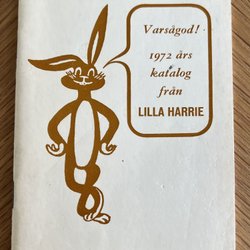 Varsågod!
1972 års
katalog
från
LILLA HARRIE